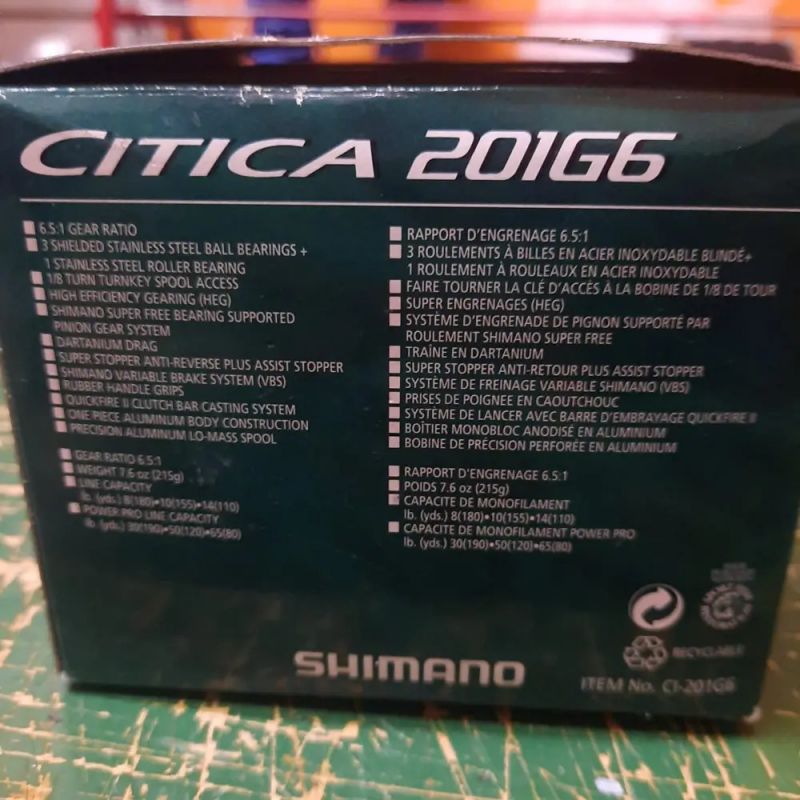 CITICA 201G6
6.5:1 GEAR RATIO
3 SHIELDED STAINLESS STEEL BALL BEARINGS +
1 STAINLESS STEEL ROLLER BEARING
1/8 TURN TURNKEY SPOOL ACCESS
HIGH EFFICIENCY GEARING (HEG)
SHIMANO SUPER FREE BEARING SUPPORTED
PINION GEAR SYSTEM
DARTANIUM DRAG
SUPER STOPPER ANTI-REVERSE PLUS ASSIST STOPPER
SHIMANO VARIABLE BRAKE SYSTEM (VBS)
RUBBER HANDLE GRIPS
QUICKFIRE II CLUTCH BAR CASTING SYSTEM
ONE PIECE ALUMINUM BODY CONSTRUCTION
PRECISION ALUMINUM LO-MASS SPOOL
GEAR RATIO 6.5:1
WEIGHT 7.6 oz (215g)
LINE CAPACITY
lb. (yds.) 8(180)•10(155)•14(110)
POWER PRO LINE CAPACITY
lb. (yds.) 30(190)•50(120)•65(80)
RAPPORT D'ENGRENAGE 6.5:1
3 ROULEMENTS À BILLES EN ACIER INOXYDABLE BLINDÉ+
1 ROULEMENT À ROULEAUX EN ACIER INOXYDABLE
FAIRE TOURNER LA CLÉ D'ACCÈS À LA BOBINE DE 1/8 DE TOUR
SUPER ENGRENAGES (HEG)
SYSTÈME D'ENGRENADE DE PIGNON SUPPORTÉ PAR
ROULEMENT SHIMANO SUPER FREE
TRAÎNE EN DARTANIUM
SUPER STOPPER ANTI-RETOUR PLUS ASSIST STOPPER
SYSTÈME DE FREINAGE VARIABLE SHIMANO (VBS)
PRISES DE POIGNEE EN CAOUTCHOUC
SYSTÈME DE LANCER AVEC BARRE D'EMBRAYAGE QUICKFIRE II
BOÎTIER MONOBLOC ANODISÉ EN ALUMINIUM
BOBINE DE PRÉCISION PERFORÉE EN ALUMINIUM
RAPPORT D'ENGRENAGE 6.5:1
POIDS 7.6 oz (215g)
CAPACITE DE MONOFILAMENT
lb. (yds.) 8(180)•10(155)•14(110)
CAPACITE DE MONOFILAMENT POWER PRO
lb. (yds.) 30(190)•50(120)•65(80)
RECYCLABLE
SHIMANO
ITEM No. CI-201G6